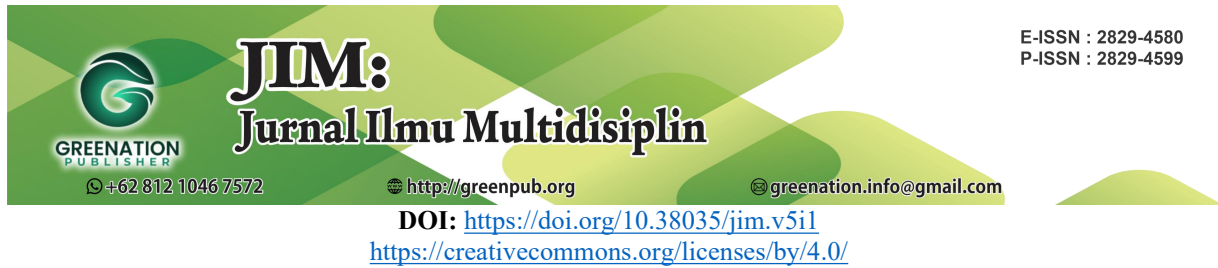 E-ISSN : 2829-4580
P-ISSN : 2829-4599
JIM:
Jurnal Ilmu Multidisiplin
GREENATION
PUBLISHER
+62 812 1046 7572
http://greenpub.org
greenation.info@gmail.com
DOI: https://doi.org/10.38035/jim.v5i1
https://creativecommons.org/licenses/by/4.0/